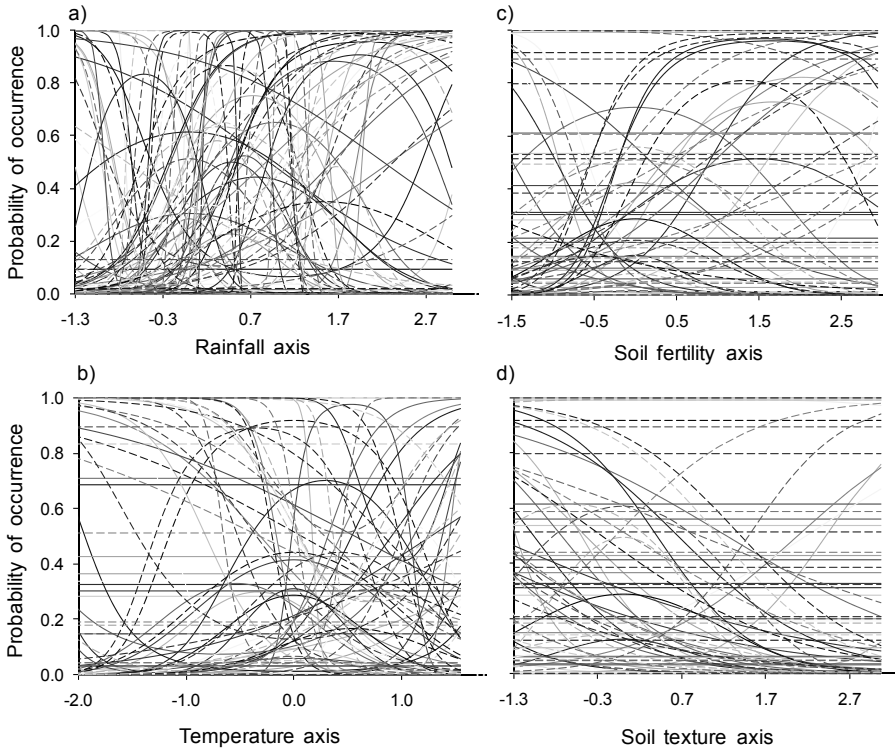 a)
c)
Probability of occurrence
1.0
0.8
0.6
0.4
0.2
0.0
-1.3 -0.3 0.7 1.7 2.7
Rainfall axis
-1.5 -0.5 0.5 1.5 2.5
Soil fertility axis
b)
d)
Probability of occurrence
1.0
0.8
0.6
0.4
0.2
0.0
-2.0 -1.0 0.0 1.0
Temperature axis
-1.3 -0.3 0.7 1.7 2.7
Soil texture axis